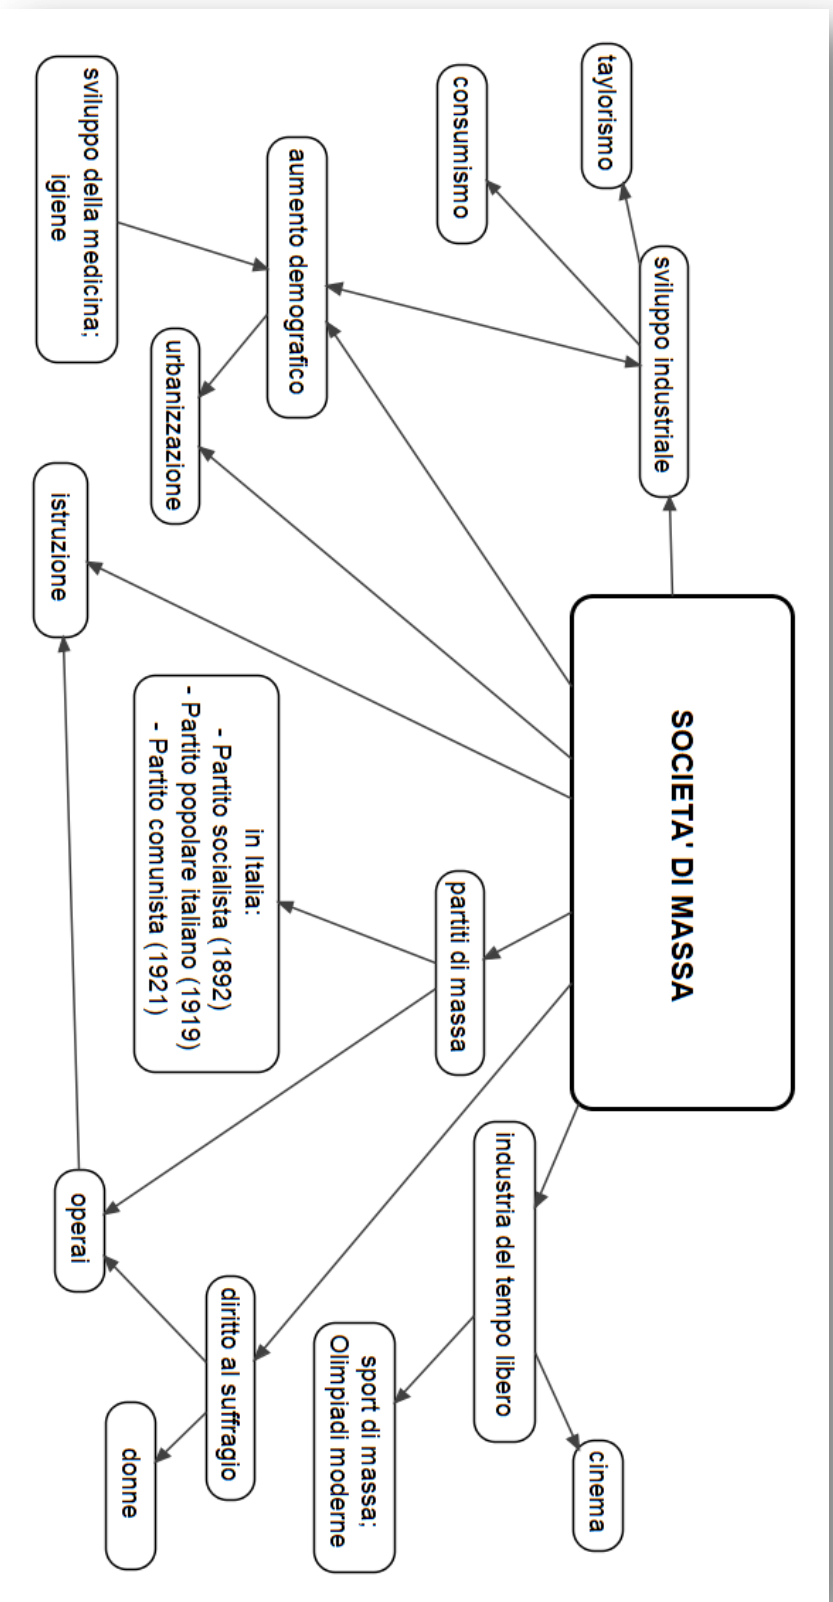 SOCIETA' DI MASSA
taylorismo
sviluppo industriale
consumismo
aumento demografico
sviluppo della medicina;
igiene
urbanizzazione
istruzione
partiti di massa
in Italia:
- Partito socialista (1892)
- Partito popolare italiano (1919)
- Partito comunista (1921)
industria del tempo libero
cinema
sport di massa;
Olimpiadi moderne
diritto al suffragio
operai
donne